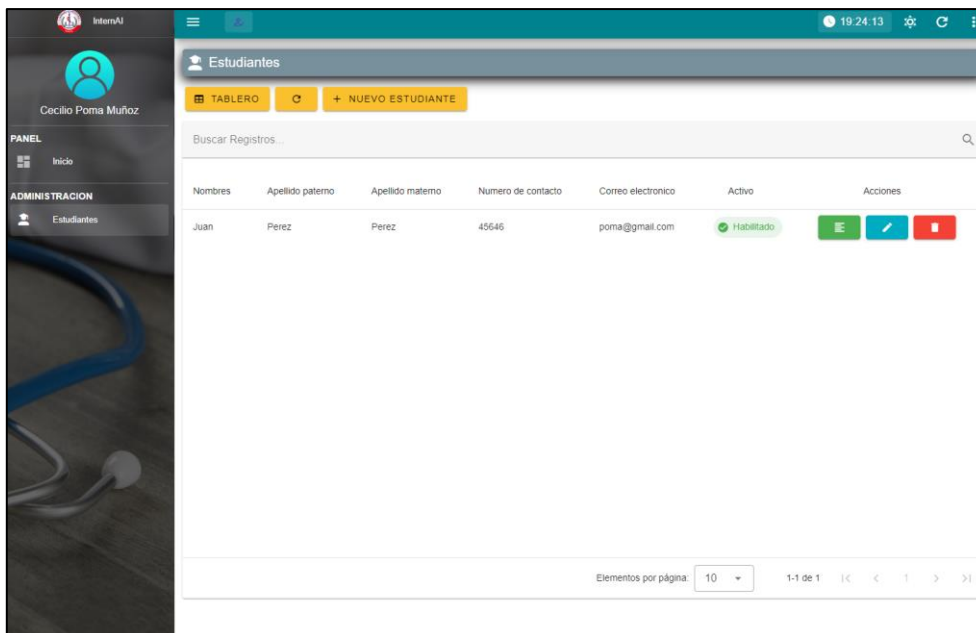 InternAI
19:24:13
Cecilio Poma Muñoz
PANEL
Inicio
ADMINISTRACION
Estudiantes
Estudiantes
TABLERO
+ NUEVO ESTUDIANTE
Buscar Registros...
Nombres Apellido paterno Apellido materno Numero de contacto Correo electronico Activo Acciones
Juan Perez Perez 45646 poma@gmail.com Habilitado
Elementos por página: 10 1-1 de 1 1